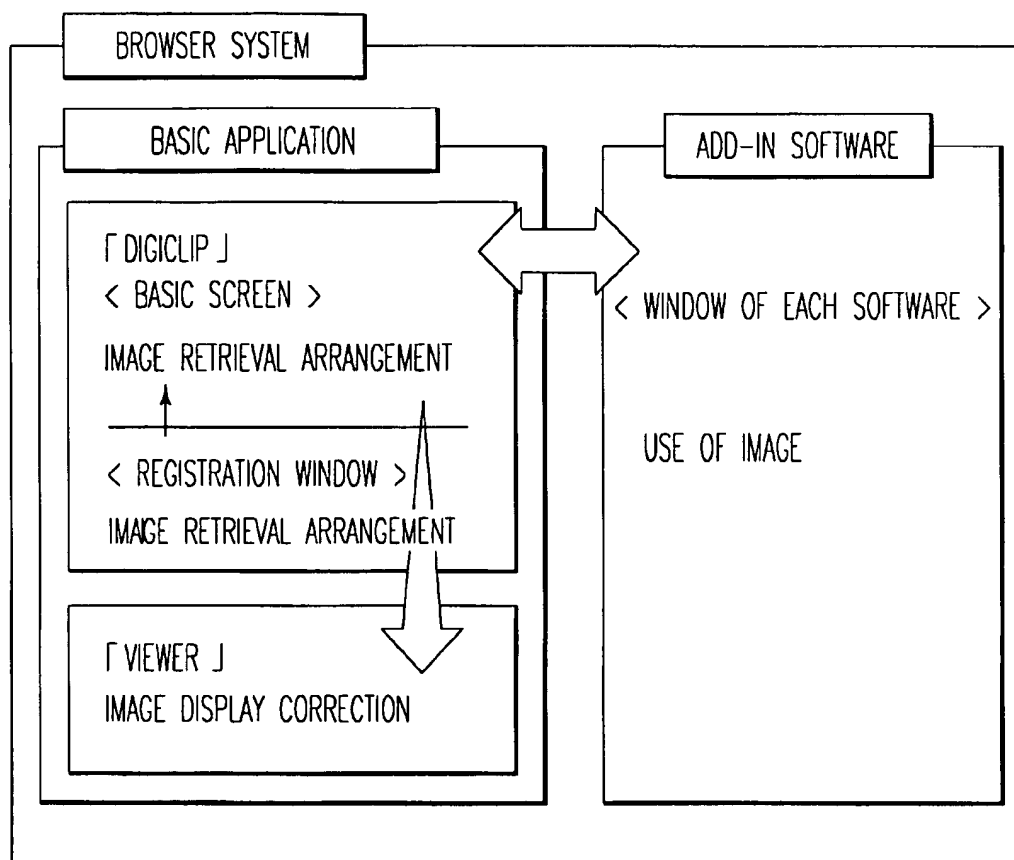 BROWSER SYSTEM
BASIC APPLICATION
「 DIGICLIP 」
< BASIC SCREEN >
IMAGE RETRIEVAL ARRANGEMENT
< REGISTRATION WINDOW >
IMAGE RETRIEVAL ARRANGEMENT
「 VIEWER 」
IMAGE DISPLAY CORRECTION
ADD-IN SOFTWARE
< WINDOW OF EACH SOFTWARE >
USE OF IMAGE